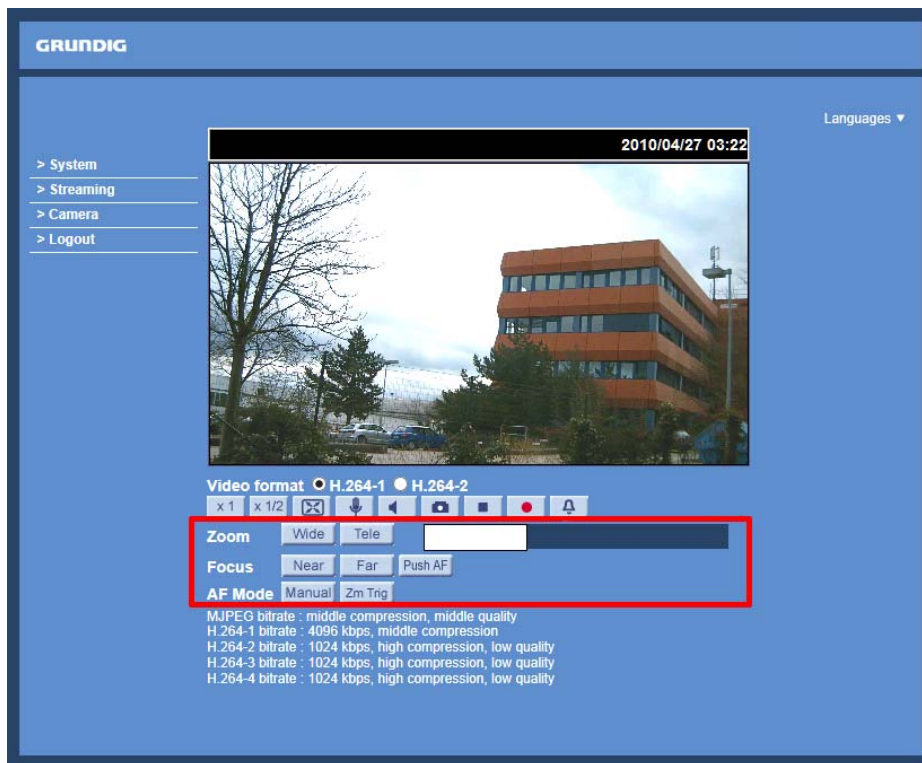 GRUNDIG
Languages ▼
2010/04/27 03:22
> System
> Streaming
> Camera
> Logout
Video format H.264-1 H.264-2
x 1 x 1/2
Zoom Wide Tele
Focus Near Far Push AF
AF Mode Manual Zm Trig
MJPEG bitrate : middle compression, middle quality
H.264-1 bitrate : 4096 kbps, middle compression
H.264-2 bitrate : 1024 kbps, high compression, low quality
H.264-3 bitrate : 1024 kbps, high compression, low quality
H.264-4 bitrate : 1024 kbps, high compression, low quality